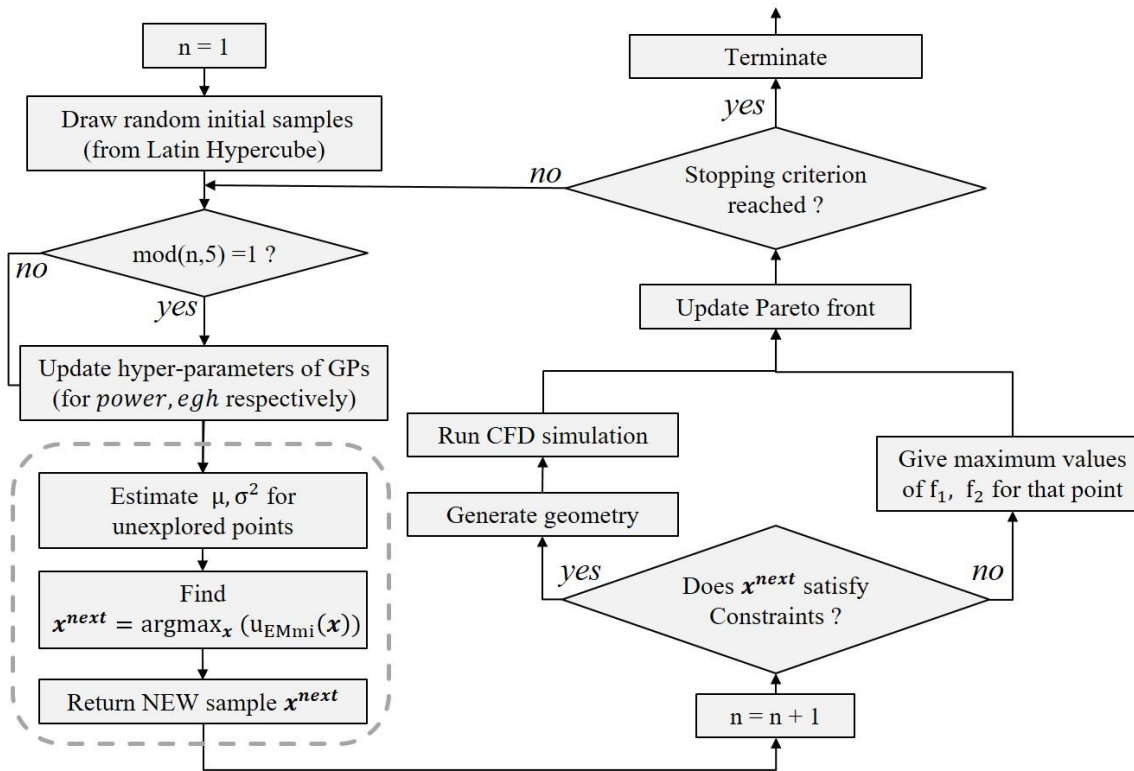 n = 1
Draw random initial samples
(from Latin Hypercube)
mod(n,5) =1 ?
no
yes
Update hyper-parameters of GPs
(for power, egh respectively)
Estimate μ, σ² for
unexplored points
Find
x^next = argmaxₓ (u_EMmi(x))
Return NEW sample x^next
n = n + 1
Does x^next satisfy
Constraints ?
yes
no
Generate geometry
Run CFD simulation
Give maximum values
of f₁, f₂ for that point
Update Pareto front
Stopping criterion
reached ?
no
yes
Terminate